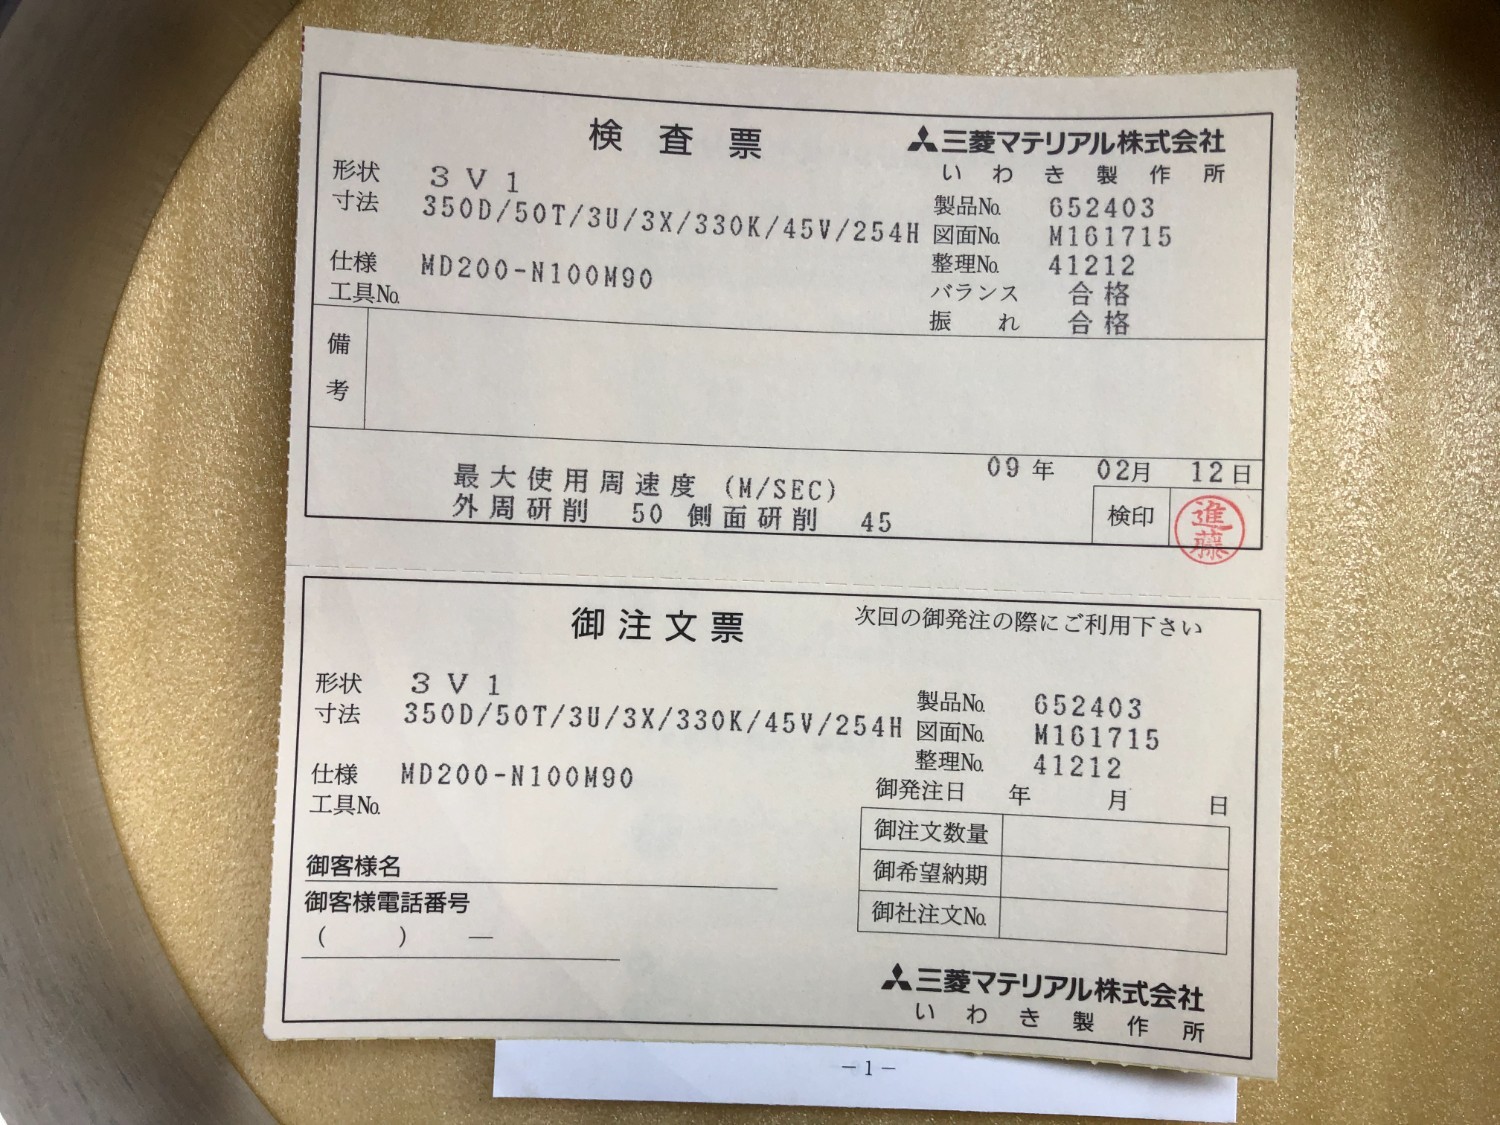 検査票
三菱マテリアル株式会社
いわき製作所
形状 3V1
寸法 350D/50T/3U/3X/330K/45V/254H
仕様 MD200-N100M90
工具No.
製品No. 652403
図面No. M161715
整理No. 41212
バランス 合格
振れ 合格
備考
09年 02月 12日
最大使用周速度 (M/SEC)
外周研削 50 側面研削 45
検印 進藤
御注文票
次回の御発注の際にご利用下さい
形状 3V1
寸法 350D/50T/3U/3X/330K/45V/254H
仕様 MD200-N100M90
工具No.
製品No. 652403
図面No. M161715
整理No. 41212
御発注日 年 月 日
御注文数量
御希望納期
御社注文No.
御客様名
御客様電話番号
( ) —
三菱マテリアル株式会社
いわき製作所
－1－